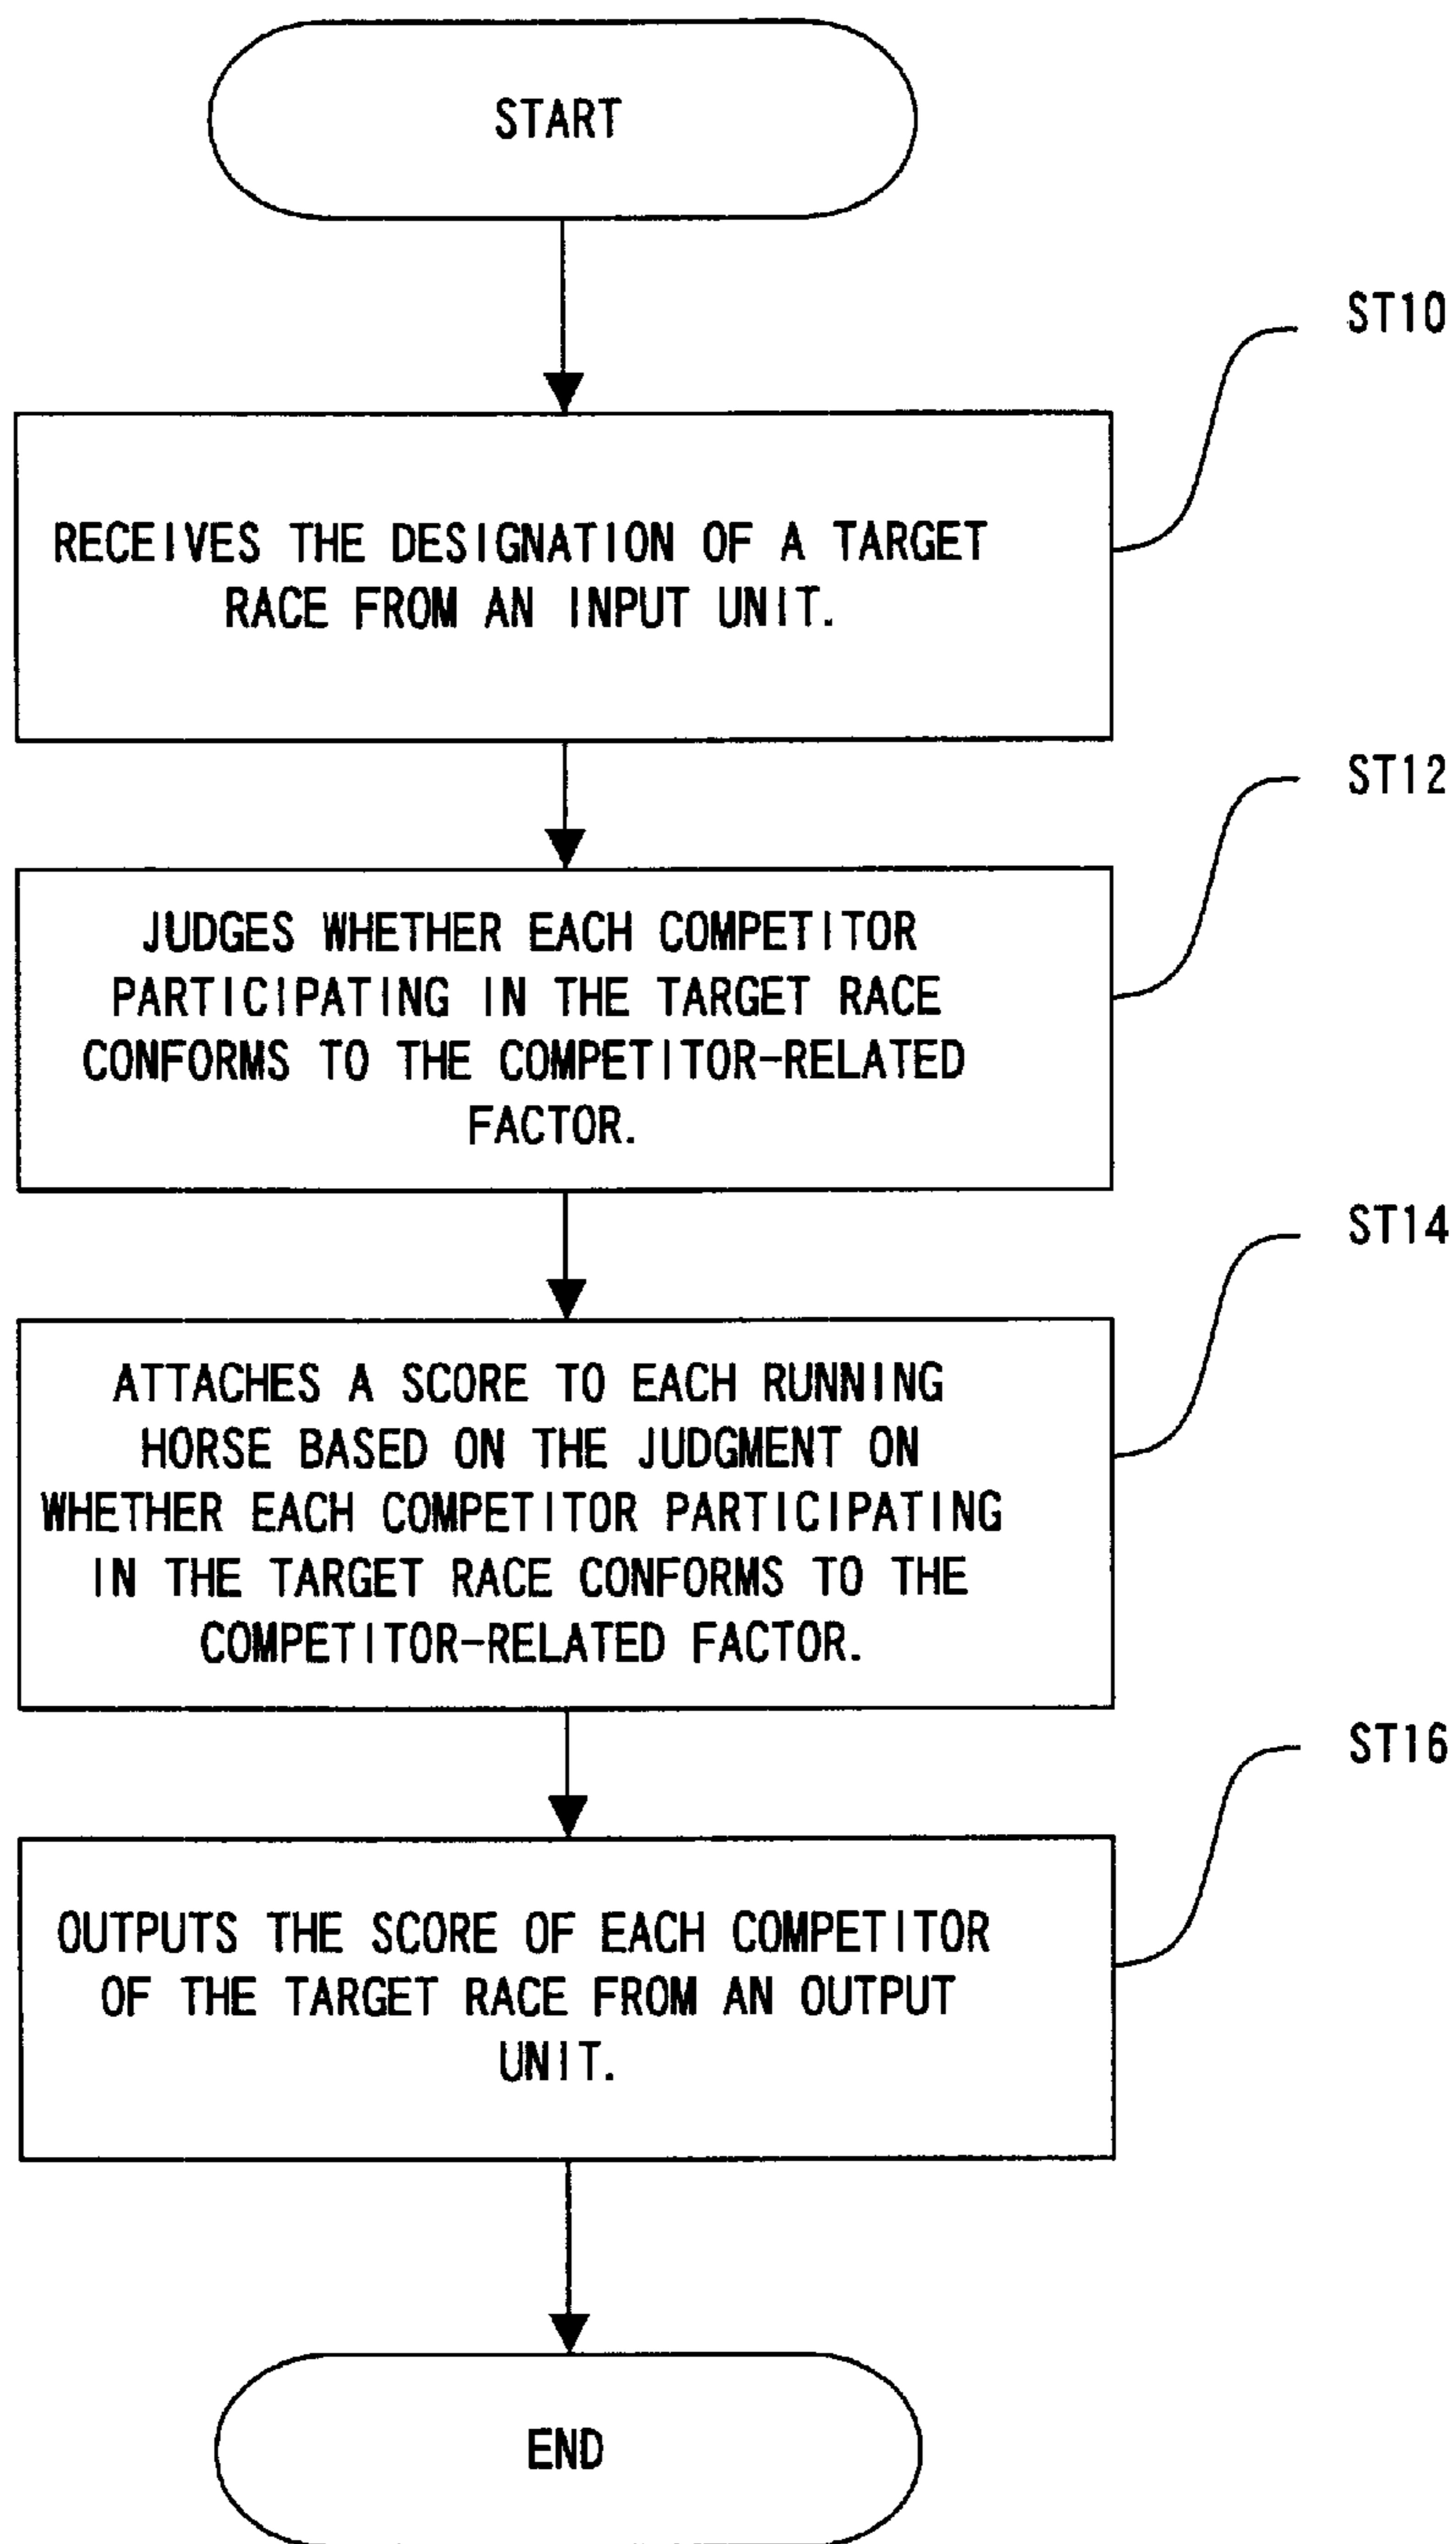 START
ST10
RECEIVES THE DESIGNATION OF A TARGET
RACE FROM AN INPUT UNIT.
ST12
JUDGES WHETHER EACH COMPETITOR
PARTICIPATING IN THE TARGET RACE
CONFORMS TO THE COMPETITOR-RELATED
FACTOR.
ST14
ATTACHES A SCORE TO EACH RUNNING
HORSE BASED ON THE JUDGMENT ON
WHETHER EACH COMPETITOR PARTICIPATING
IN THE TARGET RACE CONFORMS TO THE
COMPETITOR-RELATED FACTOR.
ST16
OUTPUTS THE SCORE OF EACH COMPETITOR
OF THE TARGET RACE FROM AN OUTPUT
UNIT.
END